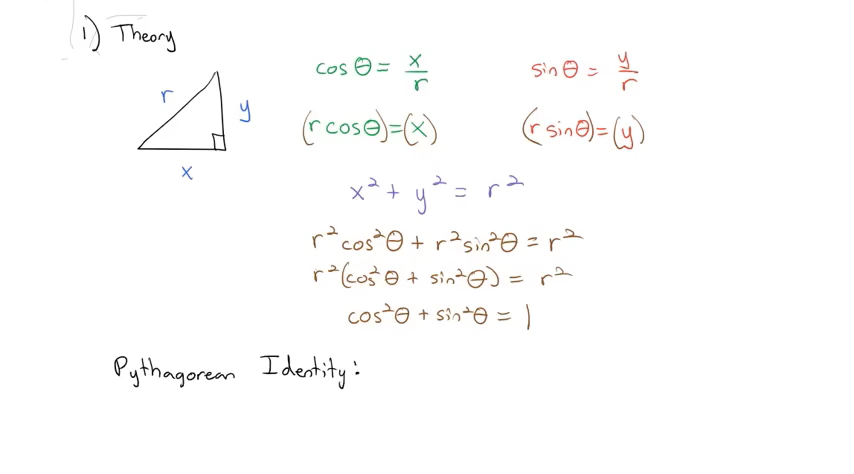 1) Theory
cos θ = x/r sin θ = y/r
r y
(r cos θ) = (x) (r sin θ) = (y)
x
x² + y² = r²
r² cos² θ + r² sin² θ = r²
r² (cos² θ + sin² θ) = r²
cos² θ + sin² θ = 1
Pythagorean Identity: